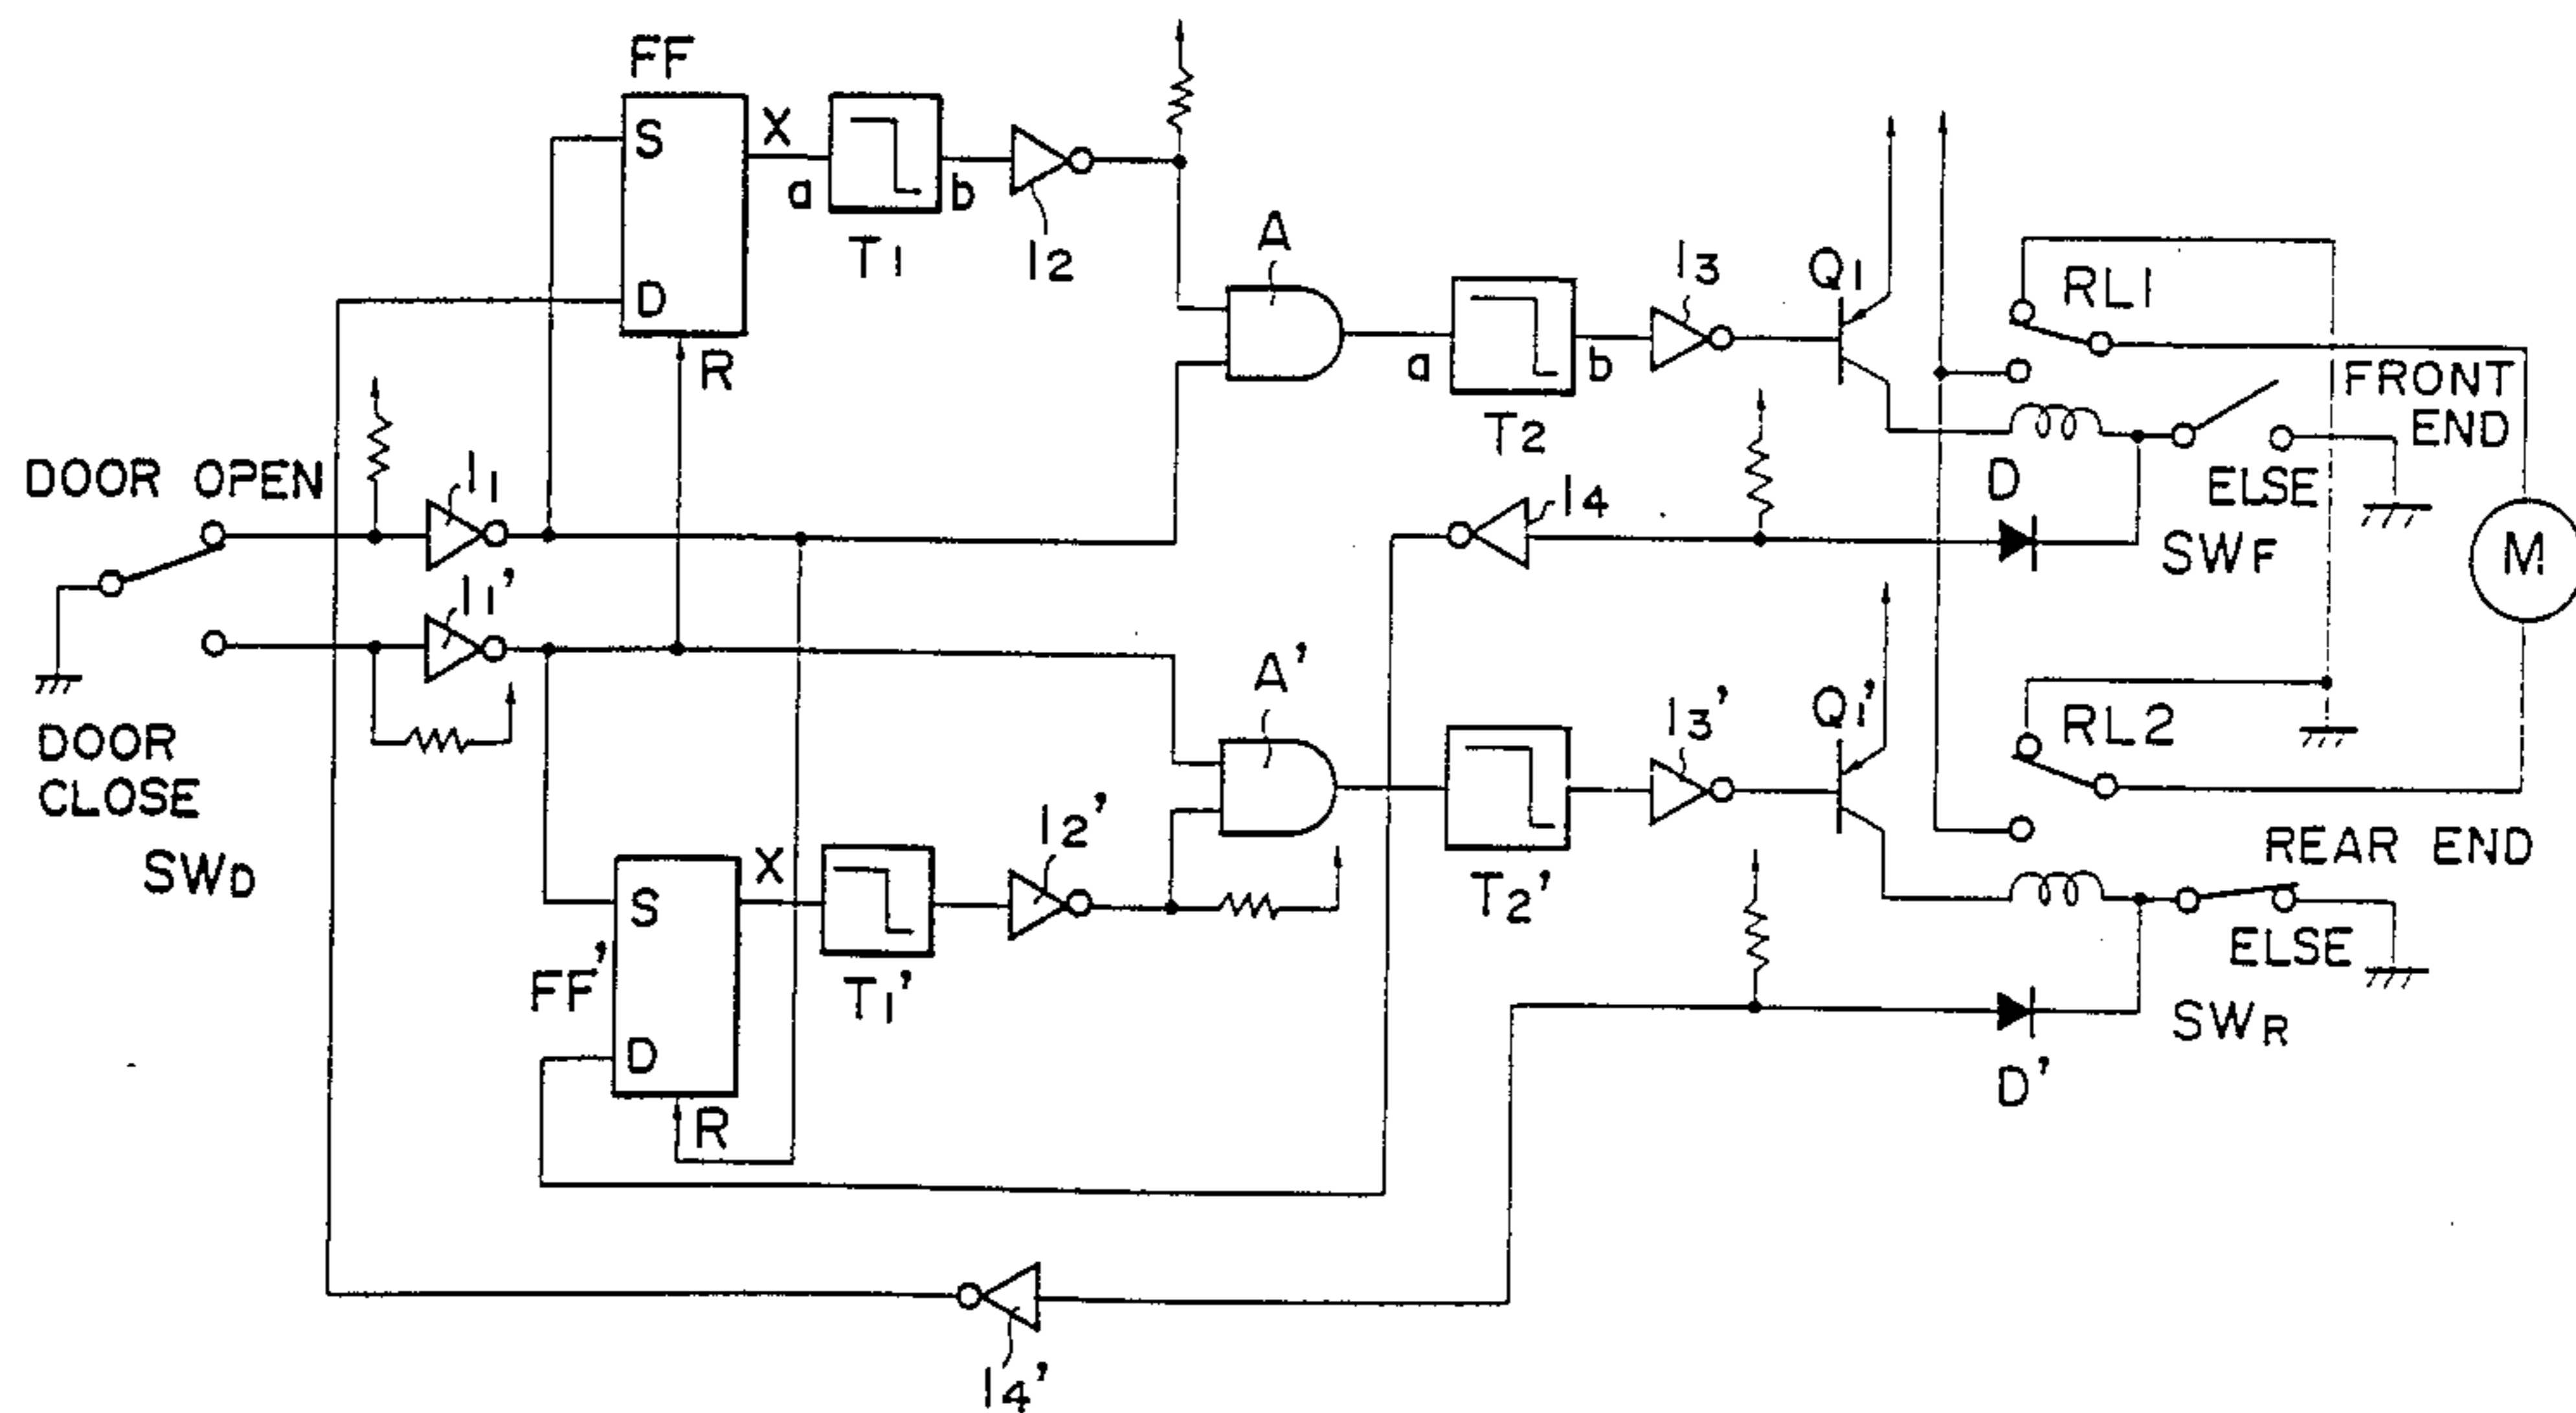 FF
S
X
a
b
D
R
T1
I2
A
I3
Q1
RL1
a
b
T2
FRONT
END
D
ELSE
SWF
I4
M
DOOR OPEN
I1
I1'
DOOR
CLOSE
SWD
A'
I3'
Q1'
RL2
REAR END
I2'
X
S
FF'
D
R
T1'
T2'
ELSE
SWR
D'
I4'